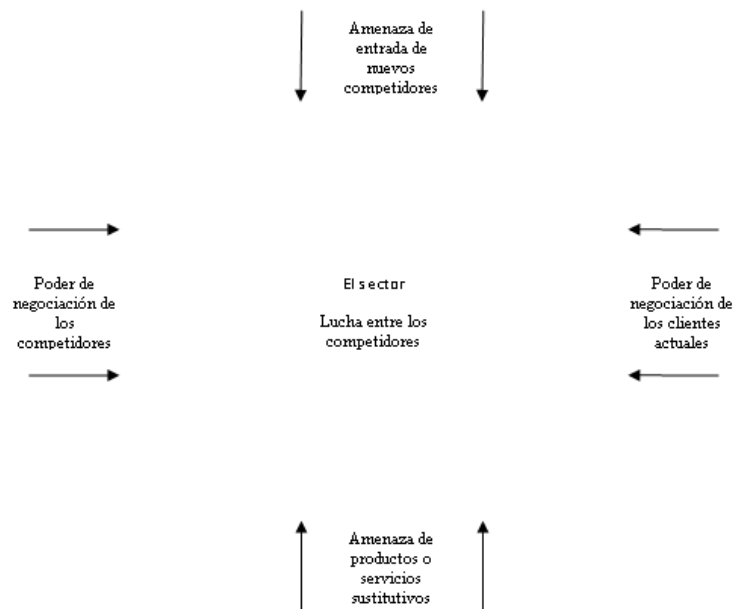 Amenaza de
entrada de
nuevos
competidores
Poder de
negociación de
los
competidores
El sector
Lucha entre los
competidores
Poder de
negociación de
los clientes
actuales
Amenaza de
productos o
servicios
sustitutivos